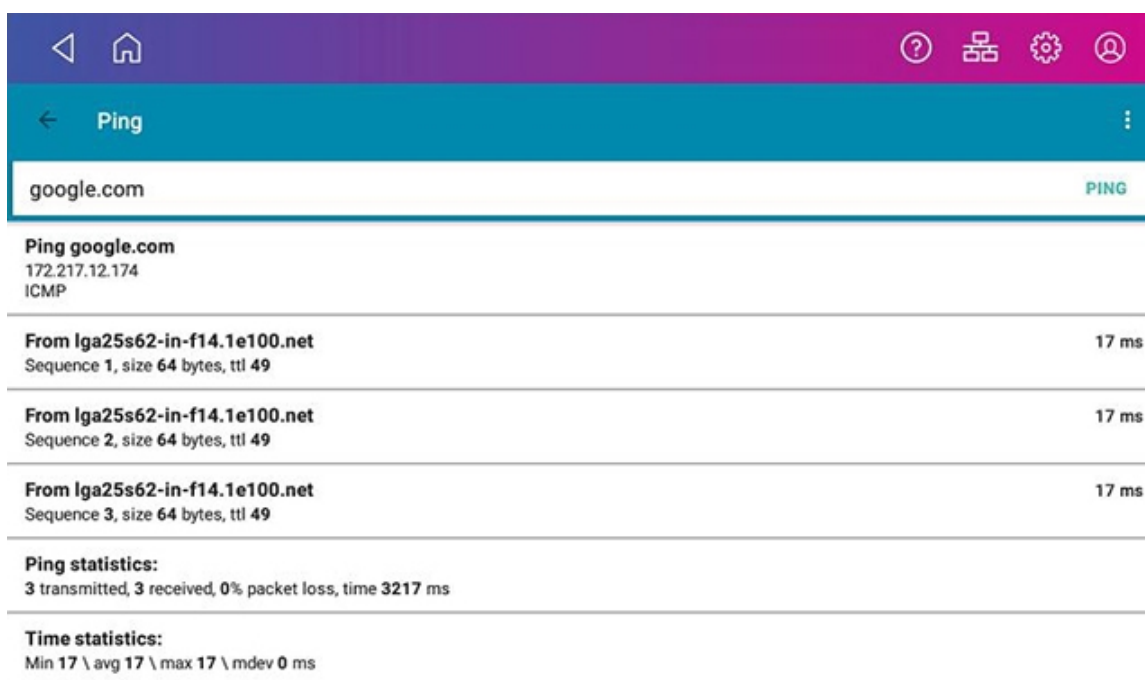 Ping
google.com
PING
Ping google.com
172.217.12.174
ICMP
From lga25s62-in-f14.1e100.net
17 ms
Sequence 1, size 64 bytes, ttl 49
From lga25s62-in-f14.1e100.net
17 ms
Sequence 2, size 64 bytes, ttl 49
From lga25s62-in-f14.1e100.net
17 ms
Sequence 3, size 64 bytes, ttl 49
Ping statistics:
3 transmitted, 3 received, 0% packet loss, time 3217 ms
Time statistics:
Min 17 \ avg 17 \ max 17 \ mdev 0 ms